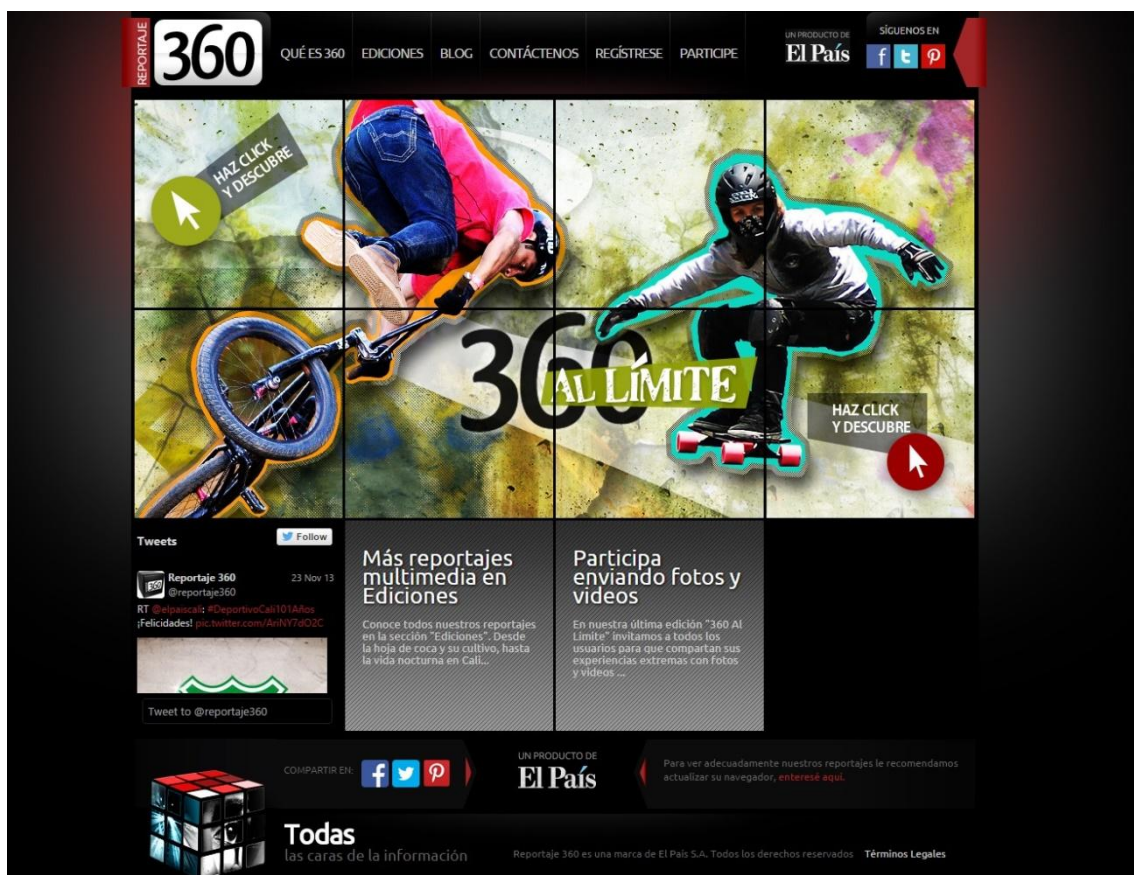 REPORTAJE
360
QUÉ ES 360
EDICIONES
BLOG
CONTÁCTENOS
REGÍSTRESE
PARTICIPE
UN PRODUCTO DE
El País
SÍGUENOS EN
HAZ CLICK
Y DESCUBRE
360
AL LÍMITE
HAZ CLICK
Y DESCUBRE
Tweets
Follow
Reportaje 360
23 Nov 13
@reportaje360
RT @elpaiscali: #DeportivoCali101Años
¡Felicidades! pic.twitter.com/AriNY7dO2C
Tweet to @reportaje360
Más reportajes
multimedia en
Ediciones
Conoce todos nuestros reportajes
en la sección "Ediciones". Desde
la hoja de coca y su cultivo, hasta
la vida nocturna en Cali...
Participa
enviando fotos y
videos
En nuestra última edición "360 Al
Límite" invitamos a todos los
usuarios para que compartan sus
experiencias extremas con fotos
y videos ...
COMPARTIR EN:
UN PRODUCTO DE
El País
Para ver adecuadamente nuestros reportajes le recomendamos
actualizar su navegador, enteresé aquí.
Todas
las caras de la información
Reportaje 360 es una marca de El País S.A. Todos los derechos reservados
Términos Legales